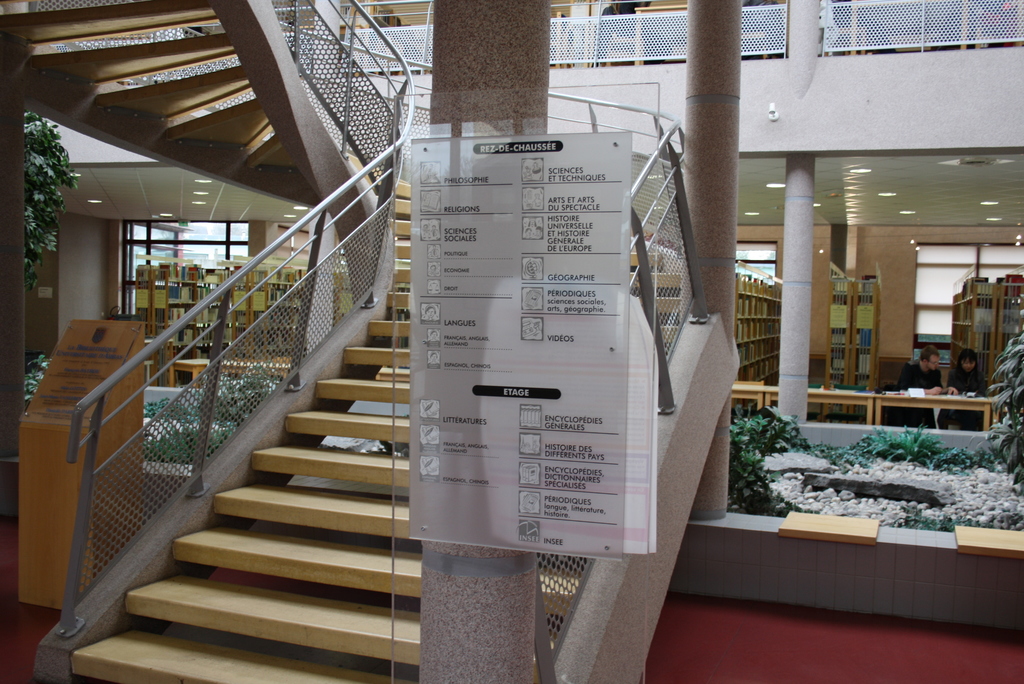 REZ-DE-CHAUSSÉE
PHILOSOPHIE
RELIGIONS
SCIENCES
SOCIALES
POLITIQUE
ECONOMIE
DROIT
LANGUES
FRANÇAIS, ANGLAIS,
ALLEMAND
ESPAGNOL, CHINOIS
SCIENCES
ET TECHNIQUES
ARTS ET ARTS
DU SPECTACLE
HISTOIRE
UNIVERSELLE
ET HISTOIRE
GÉNÉRALE
DE L'EUROPE
GÉOGRAPHIE
PÉRIODIQUES
sciences sociales,
arts, géographie.
VIDÉOS
ETAGE
LITTÉRATURES
FRANÇAIS, ANGLAIS,
ALLEMAND
ESPAGNOL, CHINOIS
ENCYCLOPÉDIES
GÉNÉRALES
HISTOIRE DES
DIFFÉRENTS PAYS
ENCYCLOPÉDIES,
DICTIONNAIRES
SPÉCIALISÉS
PÉRIODIQUES
langue, littérature,
histoire.
INSEE
INSEE